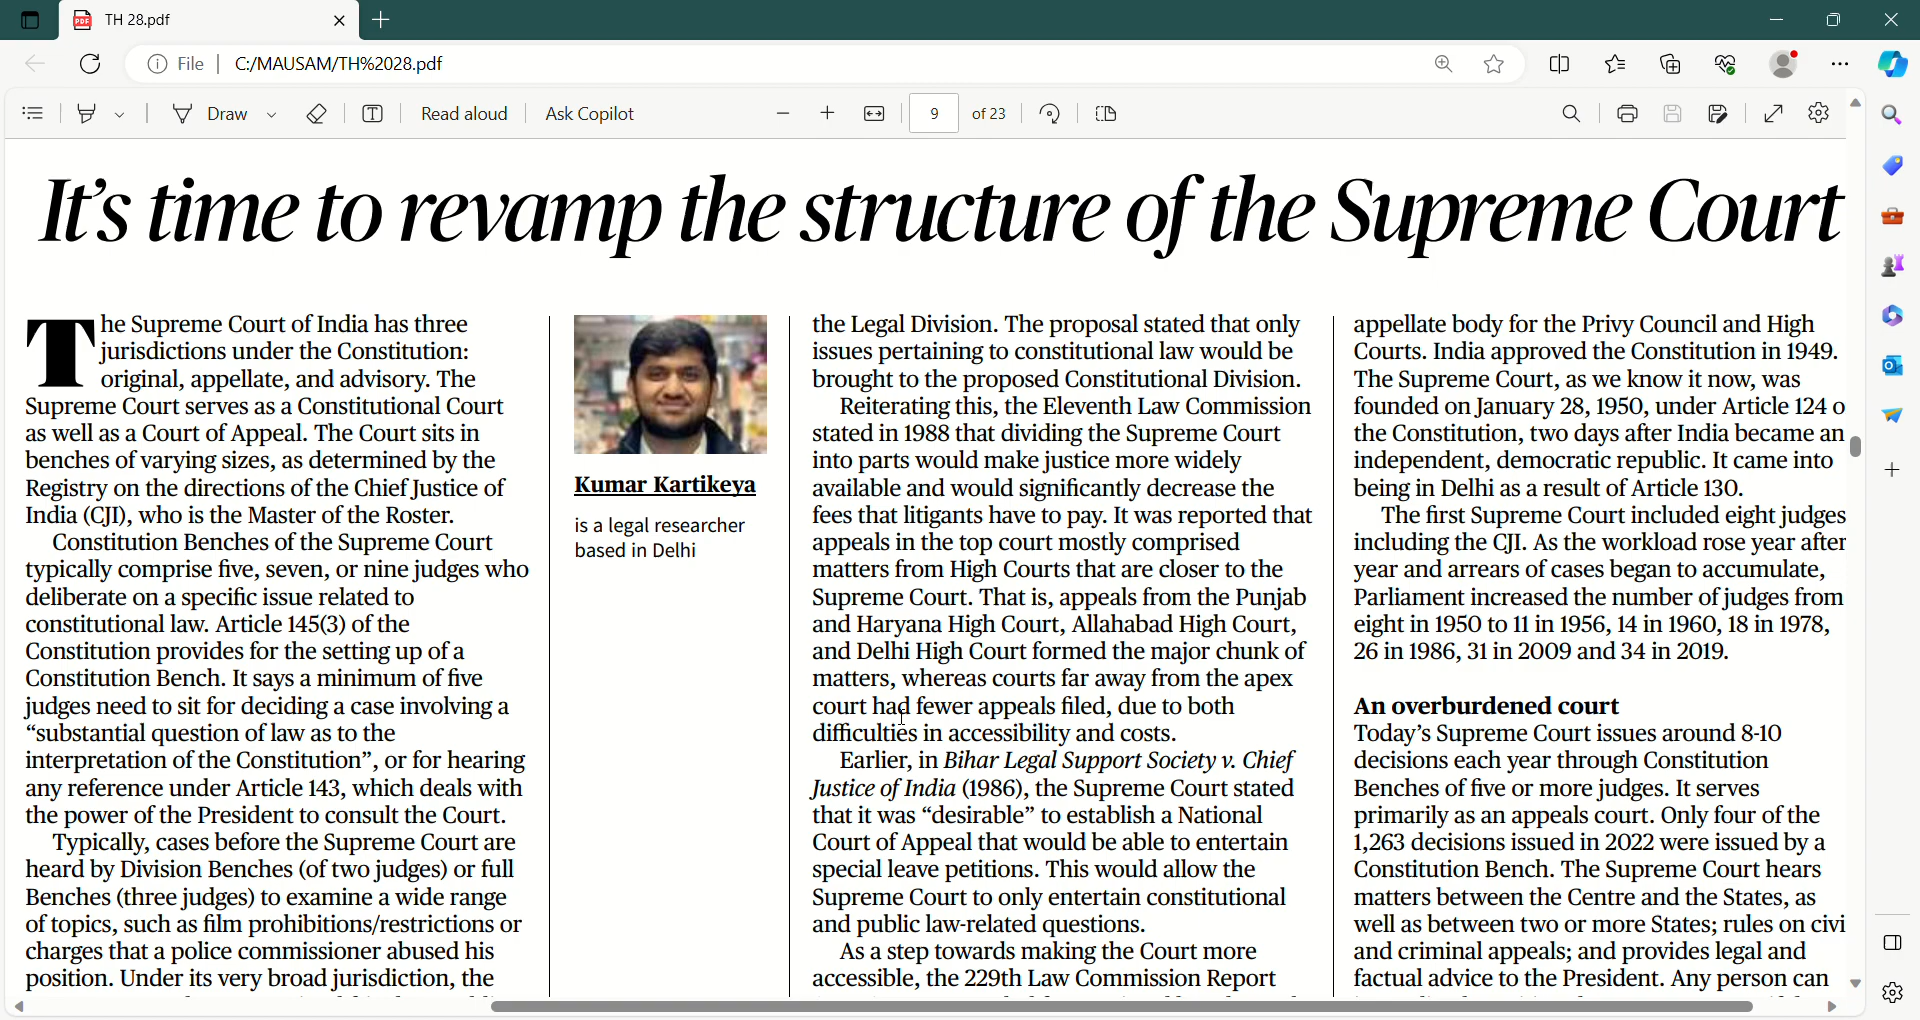 TH 28.pdf
File
C:/MAUSAM/TH%2028.pdf
Draw
Read aloud
Ask Copilot
9
of 23
It's time to revamp the structure of the Supreme Court
The Supreme Court of India has three
jurisdictions under the Constitution:
original, appellate, and advisory. The
Supreme Court serves as a Constitutional Court
as well as a Court of Appeal. The Court sits in
benches of varying sizes, as determined by the
Registry on the directions of the Chief Justice of
India (CJI), who is the Master of the Roster.
Constitution Benches of the Supreme Court
typically comprise five, seven, or nine judges who
deliberate on a specific issue related to
constitutional law. Article 145(3) of the
Constitution provides for the setting up of a
Constitution Bench. It says a minimum of five
judges need to sit for deciding a case involving a
“substantial question of law as to the
interpretation of the Constitution”, or for hearing
any reference under Article 143, which deals with
the power of the President to consult the Court.
Typically, cases before the Supreme Court are
heard by Division Benches (of two judges) or full
Benches (three judges) to examine a wide range
of topics, such as film prohibitions/restrictions or
charges that a police commissioner abused his
position. Under its very broad jurisdiction, the
Kumar Kartikeya
is a legal researcher
based in Delhi
the Legal Division. The proposal stated that only
issues pertaining to constitutional law would be
brought to the proposed Constitutional Division.
Reiterating this, the Eleventh Law Commission
stated in 1988 that dividing the Supreme Court
into parts would make justice more widely
available and would significantly decrease the
fees that litigants have to pay. It was reported that
appeals in the top court mostly comprised
matters from High Courts that are closer to the
Supreme Court. That is, appeals from the Punjab
and Haryana High Court, Allahabad High Court,
and Delhi High Court formed the major chunk of
matters, whereas courts far away from the apex
court had fewer appeals filed, due to both
difficulties in accessibility and costs.
Earlier, in Bihar Legal Support Society v. Chief
Justice of India (1986), the Supreme Court stated
that it was “desirable” to establish a National
Court of Appeal that would be able to entertain
special leave petitions. This would allow the
Supreme Court to only entertain constitutional
and public law-related questions.
As a step towards making the Court more
accessible, the 229th Law Commission Report
appellate body for the Privy Council and High
Courts. India approved the Constitution in 1949.
The Supreme Court, as we know it now, was
founded on January 28, 1950, under Article 124 o
the Constitution, two days after India became an
independent, democratic republic. It came into
being in Delhi as a result of Article 130.
The first Supreme Court included eight judges
including the CJI. As the workload rose year after
year and arrears of cases began to accumulate,
Parliament increased the number of judges from
eight in 1950 to 11 in 1956, 14 in 1960, 18 in 1978,
26 in 1986, 31 in 2009 and 34 in 2019.
An overburdened court
Today's Supreme Court issues around 8-10
decisions each year through Constitution
Benches of five or more judges. It serves
primarily as an appeals court. Only four of the
1,263 decisions issued in 2022 were issued by a
Constitution Bench. The Supreme Court hears
matters between the Centre and the States, as
well as between two or more States; rules on civi
and criminal appeals; and provides legal and
factual advice to the President. Any person can